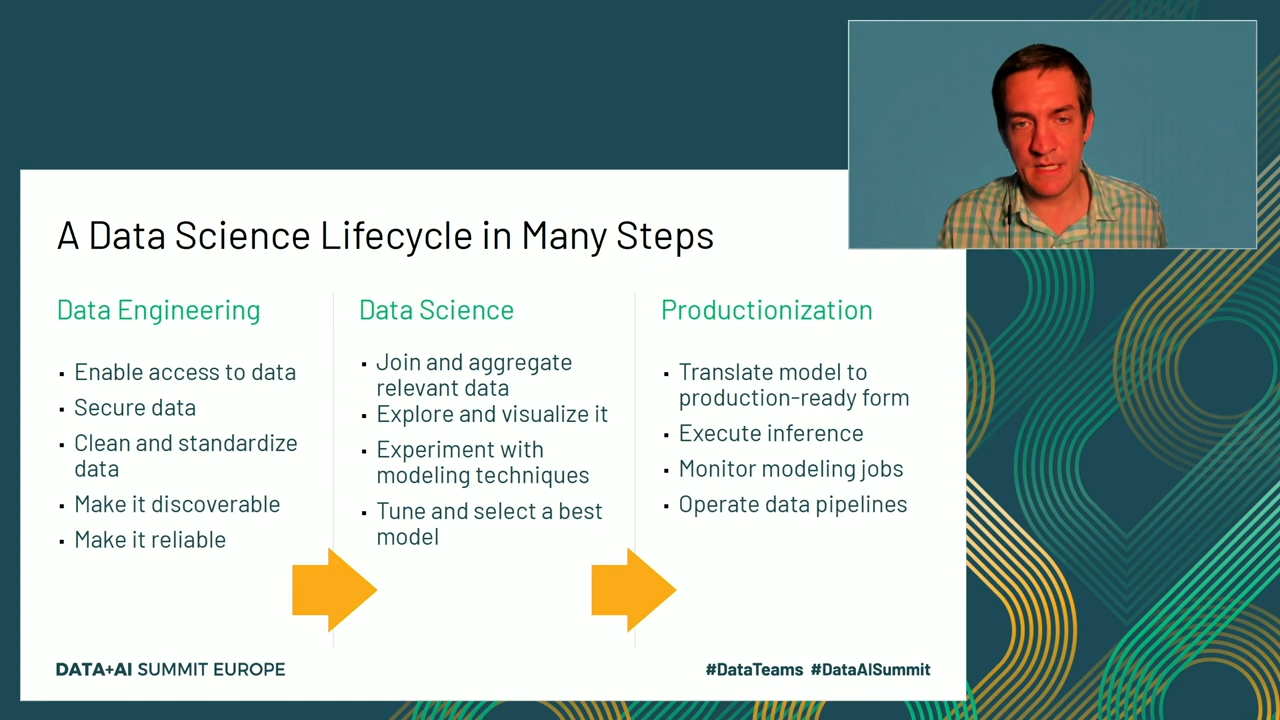 A Data Science Lifecycle in Many Steps
Data Engineering
Enable access to data
Secure data
Clean and standardize
data
Make it discoverable
Make it reliable
Data Science
Join and aggregate
relevant data
Explore and visualize it
Experiment with
modeling techniques
Tune and select a best
model
Productionization
Translate model to
production-ready form
Execute inference
Monitor modeling jobs
Operate data pipelines
DATA+AI SUMMIT EUROPE
#DataTeams #DataAISummit